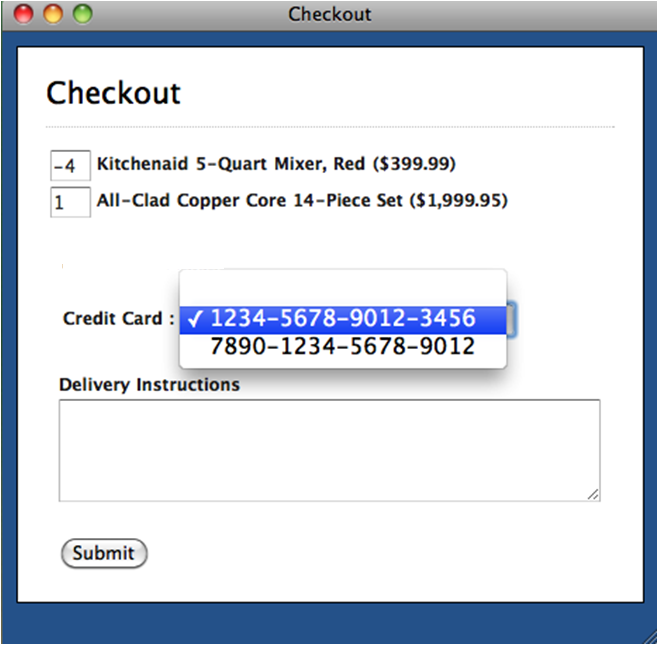 Checkout
Checkout
-4 Kitchenaid 5-Quart Mixer, Red ($399.99)
1 All-Clad Copper Core 14-Piece Set ($1,999.95)
Credit Card : ✓ 1234-5678-9012-3456
7890-1234-5678-9012
Delivery Instructions
Submit